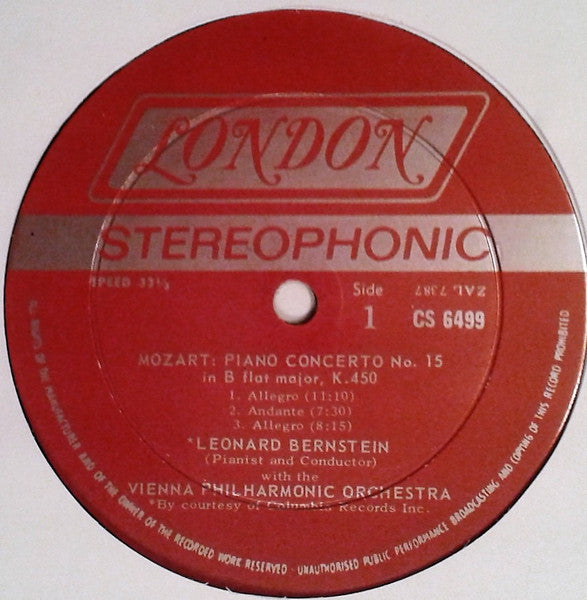 LONDON
STEREOPHONIC
SPEED 33⅓
Side
1
ZAL 7387
CS 6499
MOZART: PIANO CONCERTO No. 15
in B flat major, K.450
1. Allegro (11:10)
2. Andante (7:30)
3. Allegro (8:15)
*LEONARD BERNSTEIN
(Pianist and Conductor)
with the
VIENNA PHILHARMONIC ORCHESTRA
*By courtesy of Columbia Records Inc.
ALL RIGHTS OF THE MANUFACTURER AND OF THE OWNER OF THE RECORDED WORK RESERVED · UNAUTHORISED PUBLIC PERFORMANCE BROADCASTING AND COPYING OF THIS RECORD PROHIBITED